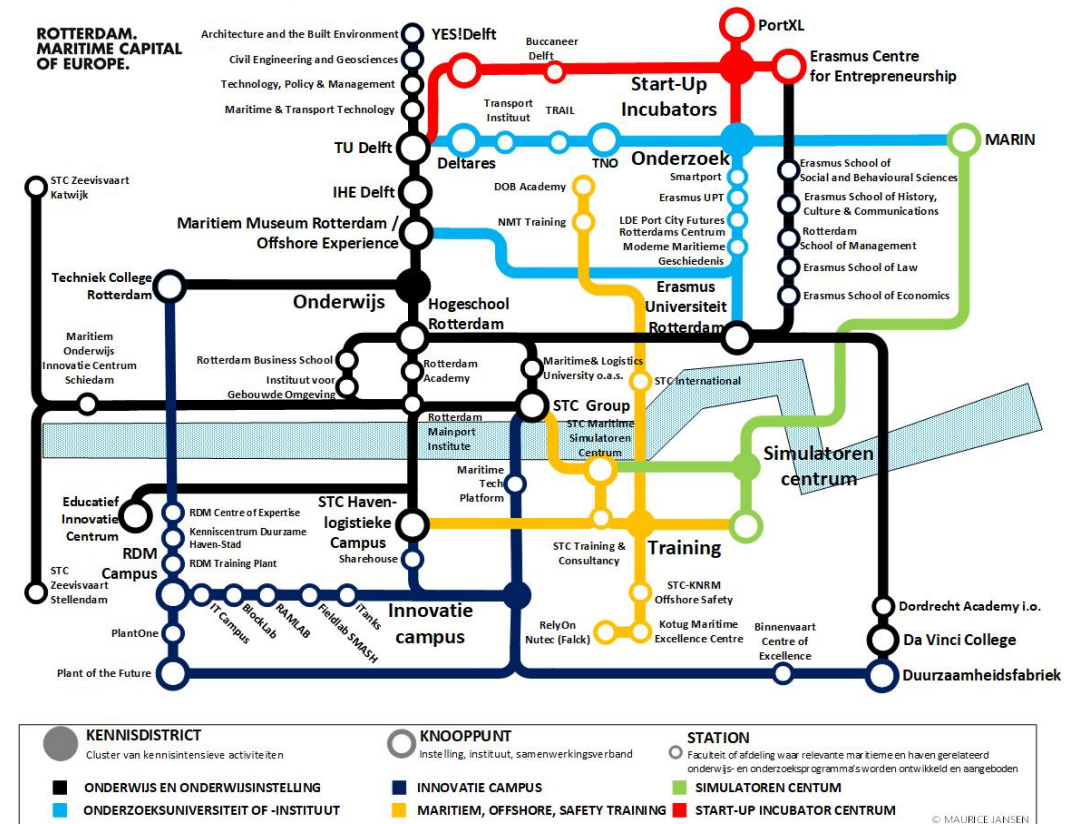 ROTTERDAM.
MARITIME CAPITAL
OF EUROPE.
Architecture and the Built Environment
YES!Delft
Civil Engineering and Geosciences
Technology, Policy & Management
Maritime & Transport Technology
TU Delft
IHE Delft
Maritiem Museum Rotterdam /
Offshore Experience
Buccaneer
Delft
PortXL
Erasmus Centre
for Entrepreneurship
Start-Up
Incubators
Transport
Instituut
TRAIL
Deltares
TNO
Onderzoek
MARIN
Smartport
Erasmus UPT
LDE Port City Futures
Rotterdams Centrum
Moderne Maritieme
Geschiedenis
Erasmus School of
Social and Behavioural Sciences
Erasmus School of History,
Culture & Communications
Rotterdam
School of Management
Erasmus School of Law
Erasmus School of Economics
DOB Academy
NMT Training
STC Zeevisvaart
Katwijk
Techniek College
Rotterdam
Onderwijs
Hogeschool
Rotterdam
Erasmus
Universiteit
Rotterdam
Maritiem
Onderwijs
Innovatie Centrum
Schiedam
Rotterdam Business School
Instituut voor
Gebouwde Omgeving
Rotterdam
Academy
Maritime& Logistics
University o.a.s.
STC International
STC Group
STC Maritime
Simulatoren
Centrum
Rotterdam
Mainport
Institute
Simulatoren
centrum
Maritime
Tech
Platform
Educatief
Innovatie
Centrum
RDM Centre of Expertise
Kenniscentrum Duurzame
Haven-Stad
RDM Training Plant
RDM
Campus
STC Haven-
logistieke
Campus
Sharehouse
STC Training &
Consultancy
Training
STC
Zeevisvaart
Stellendam
IT Campus
BlockLab
RAMLAB
Fieldlab SMASH
iTanks
Innovatie
campus
STC-KNRM
Offshore Safety
RelyOn
Nutec (Falck)
Kotug Maritime
Excellence Centre
Binnenvaart
Centre of
Excellence
Dordrecht Academy i.o.
Da Vinci College
Duurzaamheidsfabriek
PlantOne
Plant of the Future
KENNISDISTRICT
Cluster van kennisintensieve activiteiten
KNOOPPUNT
Instelling, instituut, samenwerkingsverband
STATION
Faculteit of afdeling waar relevante maritieme en haven gerelateerd
onderwijs- en onderzoeksprogramma's worden ontwikkeld en aangeboden
ONDERWIJS EN ONDERWIJSINSTELLING
INNOVATIE CAMPUS
SIMULATOREN CENTUM
ONDERZOEKSUNIVERSITEIT OF -INSTITUUT
MARITIEM, OFFSHORE, SAFETY TRAINING
START-UP INCUBATOR CENTRUM
© MAURICE JANSEN